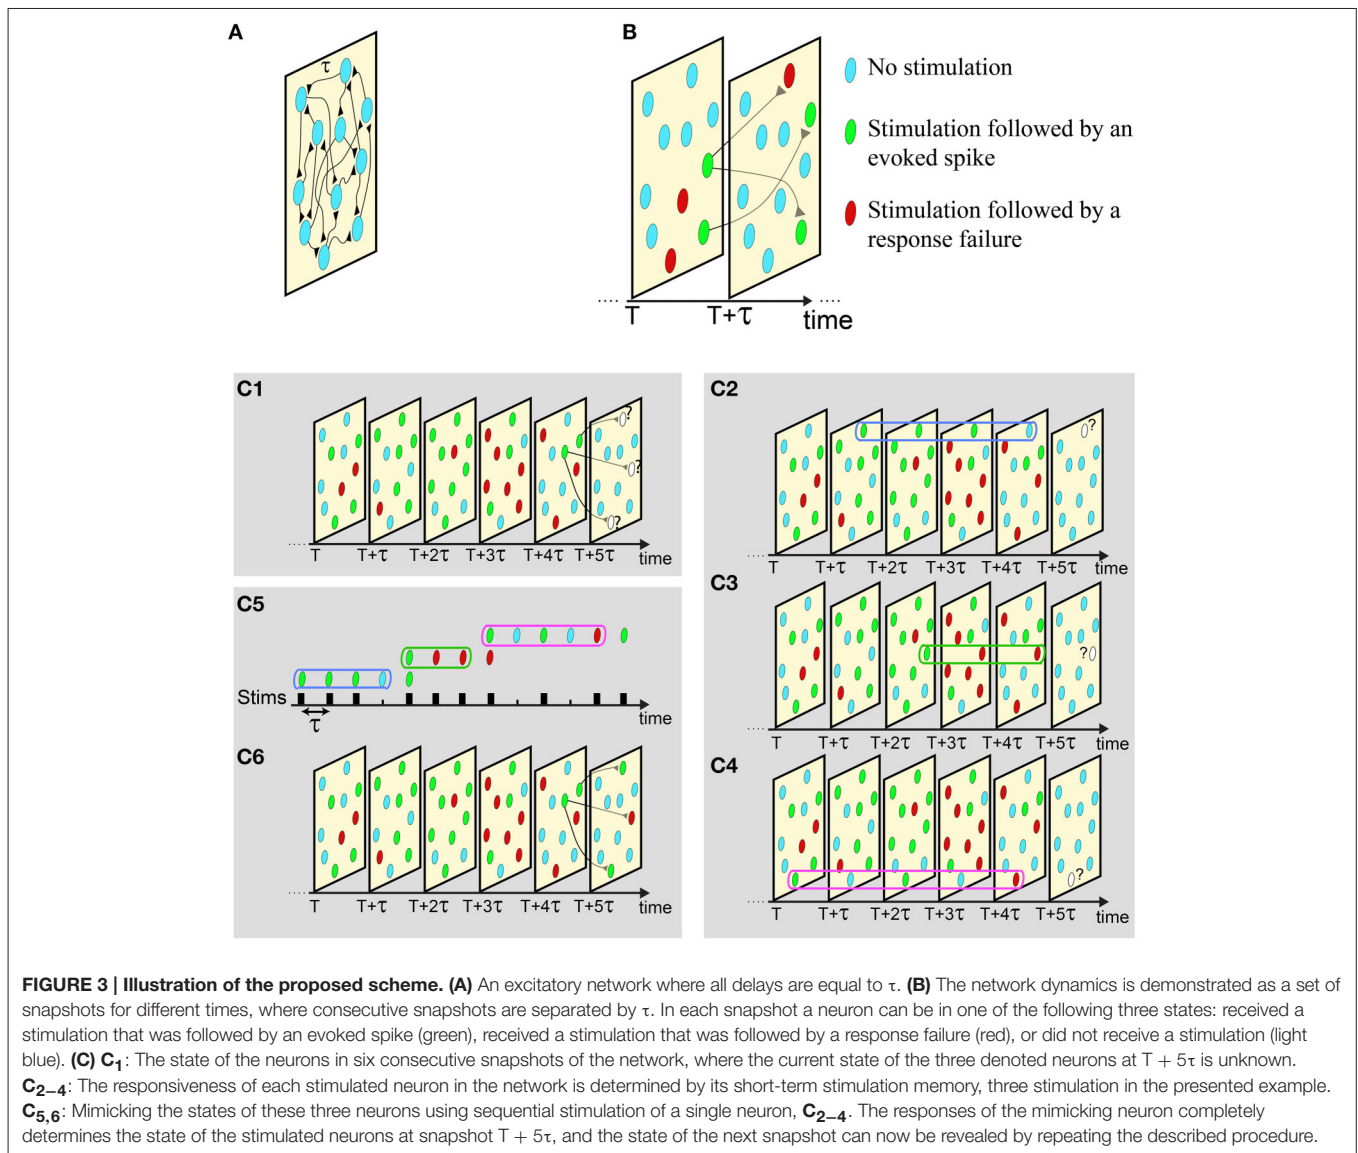 A
τ
B
No stimulation
Stimulation followed by an
evoked spike
Stimulation followed by a
response failure
.... ....
T T+τ time
C1
? ? ?
.... T T+τ T+2τ T+3τ T+4τ T+5τ time
C2
?
.... T T+τ T+2τ T+3τ T+4τ T+5τ time
C3
?
.... T T+τ T+2τ T+3τ T+4τ T+5τ time
C4
?
.... T T+τ T+2τ T+3τ T+4τ T+5τ time
C5
Stims
τ time
C6
.... T T+τ T+2τ T+3τ T+4τ T+5τ time
FIGURE 3 | Illustration of the proposed scheme. (A) An excitatory network where all delays are equal to τ. (B) The network dynamics is demonstrated as a set of
snapshots for different times, where consecutive snapshots are separated by τ. In each snapshot a neuron can be in one of the following three states: received a
stimulation that was followed by an evoked spike (green), received a stimulation that was followed by a response failure (red), or did not receive a stimulation (light
blue). (C) C1: The state of the neurons in six consecutive snapshots of the network, where the current state of the three denoted neurons at T + 5τ is unknown.
C2–4: The responsiveness of each stimulated neuron in the network is determined by its short-term stimulation memory, three stimulation in the presented example.
C5,6: Mimicking the states of these three neurons using sequential stimulation of a single neuron, C2–4. The responses of the mimicking neuron completely
determines the state of the stimulated neurons at snapshot T + 5τ, and the state of the next snapshot can now be revealed by repeating the described procedure.